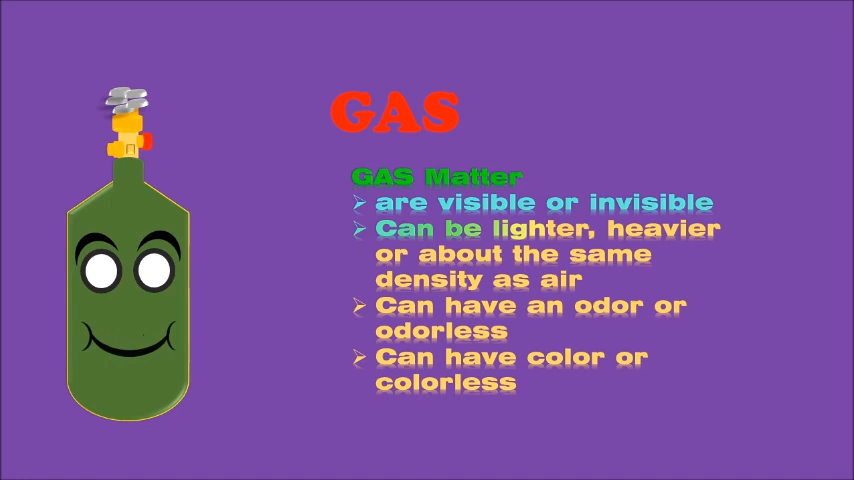 GAS
GAS Matter
➢ are visible or invisible
➢ Can be lighter, heavier
or about the same
density as air
➢ Can have an odor or
odorless
➢ Can have color or
colorless